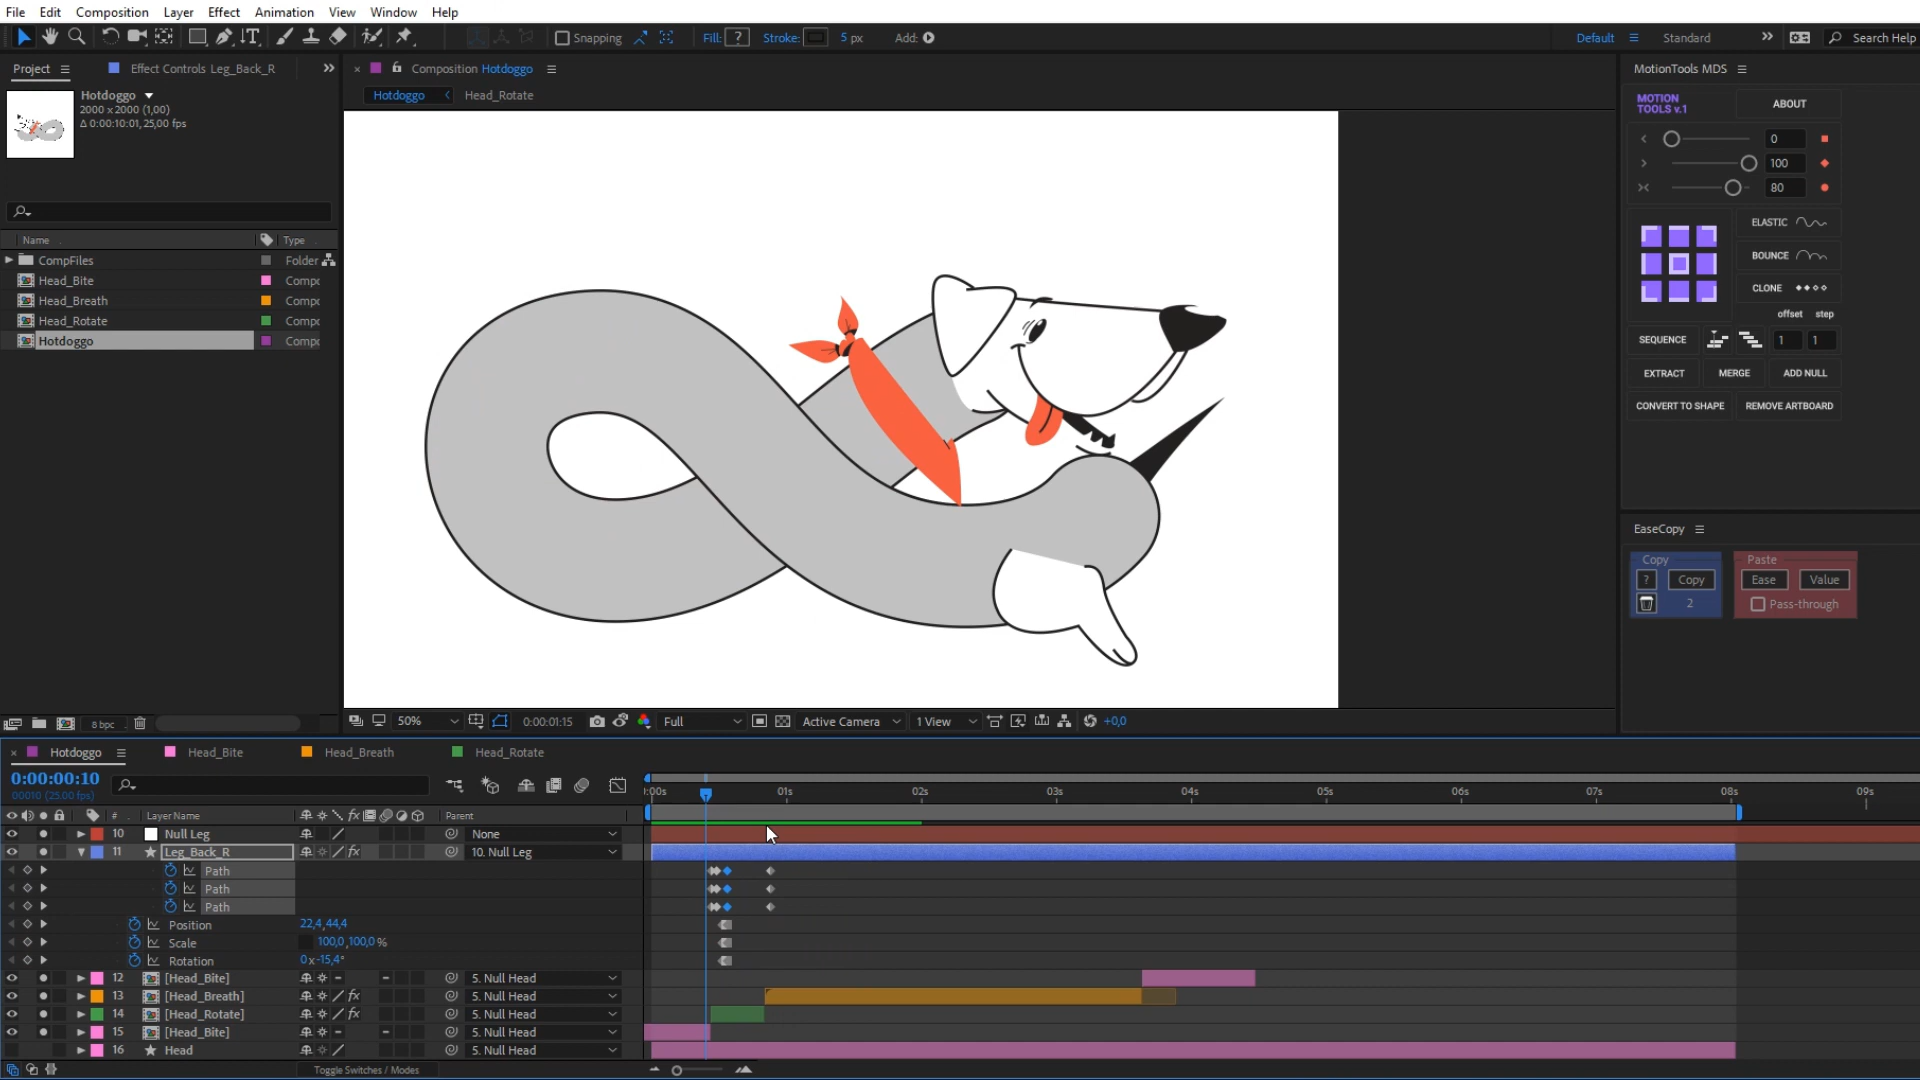 File Edit Composition Layer Effect Animation View Window Help
Snapping Fill: ? Stroke: 5 px Add: Default Standard Search Help
Project Effect Controls Leg_Back_R
Composition Hotdoggo
MotionTools MDS
Hotdoggo
2000 x 2000 (1,00)
Δ 0:00:10:01, 25,00 fps
Hotdoggo Head_Rotate
MOTION
TOOLS v.1
ABOUT
0
100
80
ELASTIC
BOUNCE
CLONE
offset step
SEQUENCE 1 1
EXTRACT MERGE ADD NULL
CONVERT TO SHAPE REMOVE ARTBOARD
Name Type
CompFiles Folder
Head_Bite Compo
Head_Breath Compo
Head_Rotate Compo
Hotdoggo Compo
EaseCopy
Copy Paste
? Copy Ease Value
2 Pass-through
8 bpc
50% 0:00:01:15 Full Active Camera 1 View +0,0
Hotdoggo Head_Bite Head_Breath Head_Rotate
0:00:00:10
00010 (25.00 fps)
:00s 01s 02s 03s 04s 05s 06s 07s 08s 09s
# Layer Name Parent
10 Null Leg None
11 Leg_Back_R 10. Null Leg
Path
Path
Path
Position 22,4,44,4
Scale 100,0,100,0 %
Rotation 0x-15,4°
12 [Head_Bite] 5. Null Head
13 [Head_Breath] 5. Null Head
14 [Head_Rotate] 5. Null Head
15 [Head_Bite] 5. Null Head
16 Head 5. Null Head
Toggle Switches / Modes